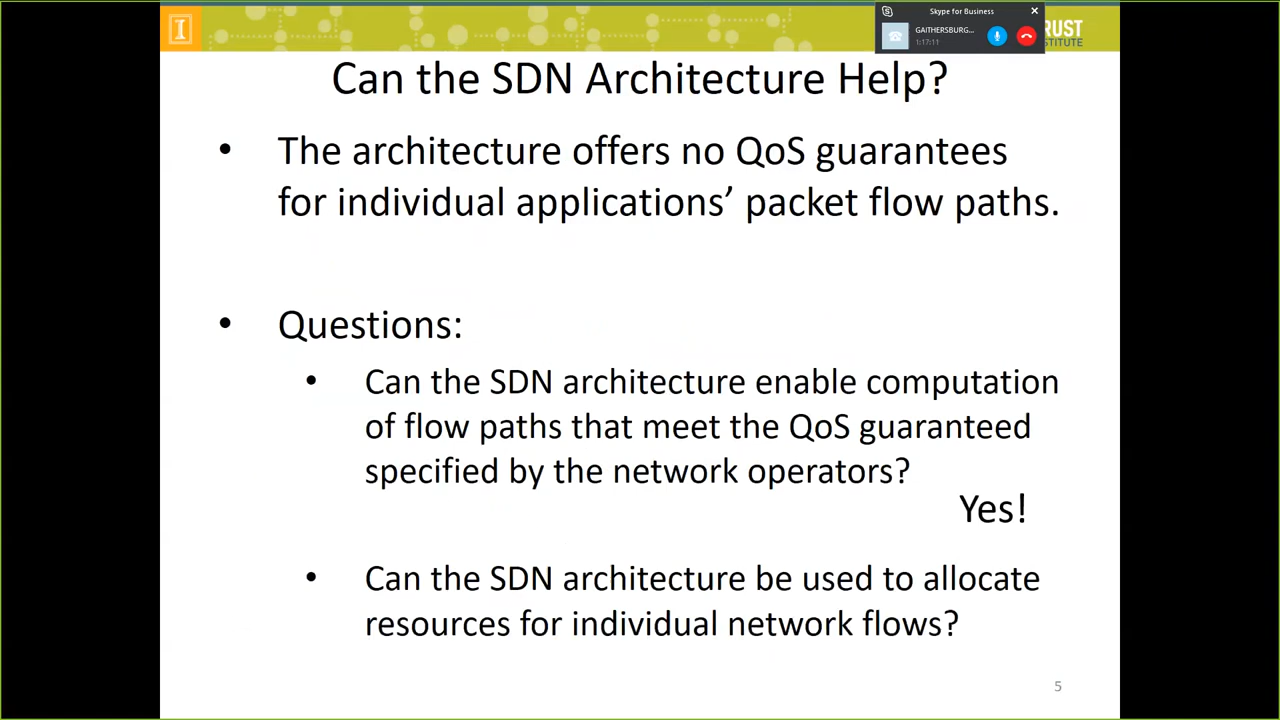 I
Skype for Business
GAITHERSBURG...
1:17:11
RUST
STITUTE
Can the SDN Architecture Help?
• The architecture offers no QoS guarantees
for individual applications’ packet flow paths.
• Questions:
• Can the SDN architecture enable computation
of flow paths that meet the QoS guaranteed
specified by the network operators?
Yes!
• Can the SDN architecture be used to allocate
resources for individual network flows?
5